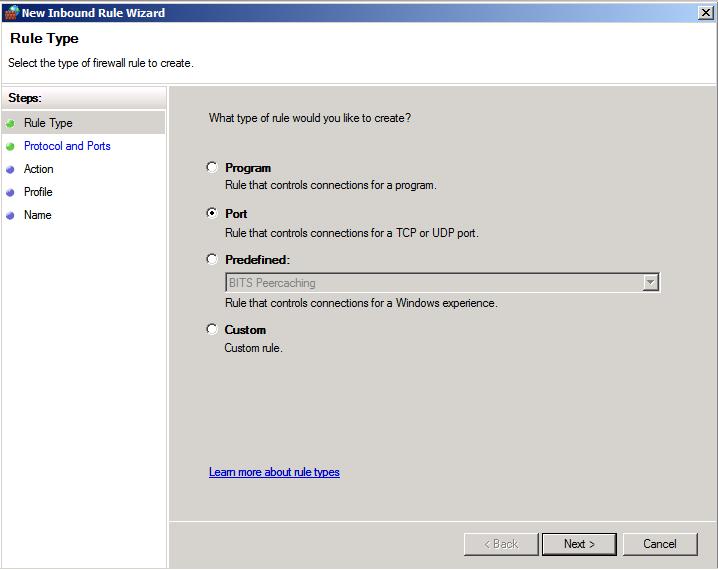 New Inbound Rule Wizard
Rule Type
Select the type of firewall rule to create.
Steps:
Rule Type
Protocol and Ports
Action
Profile
Name
What type of rule would you like to create?
Program
Rule that controls connections for a program.
Port
Rule that controls connections for a TCP or UDP port.
Predefined:
BITS Peercaching
Rule that controls connections for a Windows experience.
Custom
Custom rule.
Learn more about rule types
< Back
Next >
Cancel